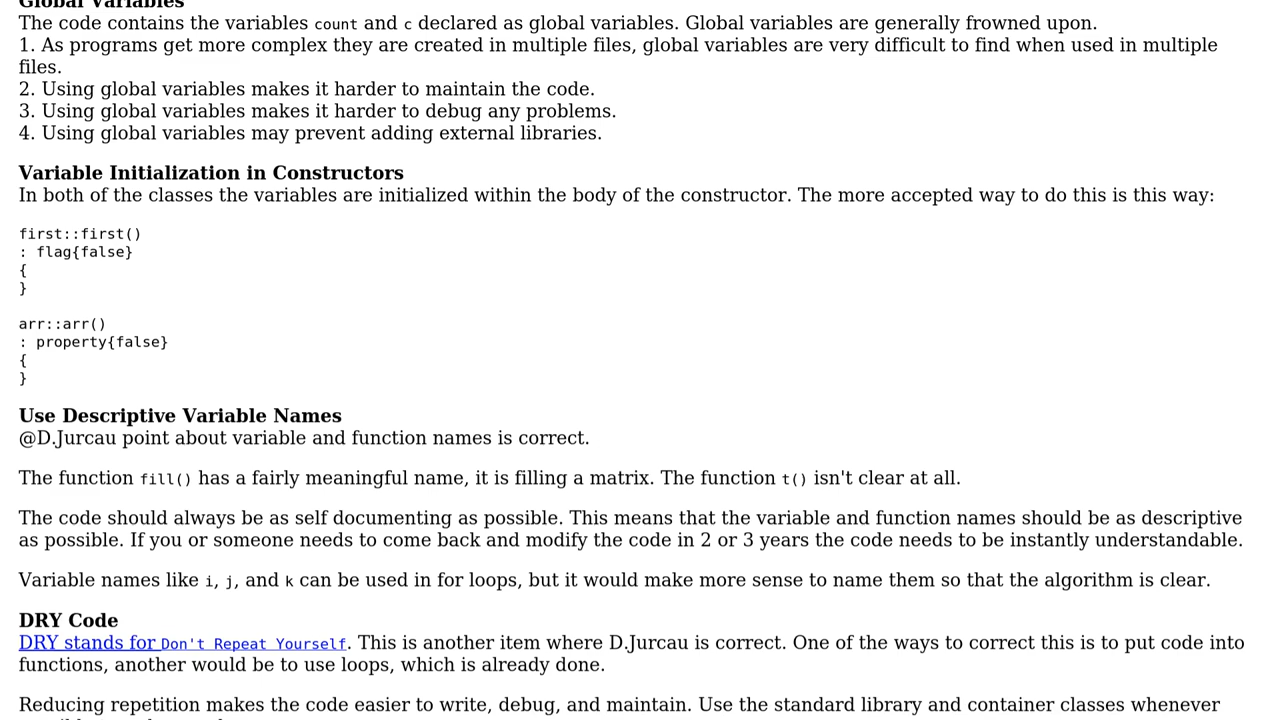 Global Variables
The code contains the variables count and c declared as global variables. Global variables are generally frowned upon.
1. As programs get more complex they are created in multiple files, global variables are very difficult to find when used in multiple
files.
2. Using global variables makes it harder to maintain the code.
3. Using global variables makes it harder to debug any problems.
4. Using global variables may prevent adding external libraries.
Variable Initialization in Constructors
In both of the classes the variables are initialized within the body of the constructor. The more accepted way to do this is this way:
first::first()
: flag{false}
{
}
arr::arr()
: property{false}
{
}
Use Descriptive Variable Names
@D.Jurcau point about variable and function names is correct.
The function fill() has a fairly meaningful name, it is filling a matrix. The function t() isn't clear at all.
The code should always be as self documenting as possible. This means that the variable and function names should be as descriptive
as possible. If you or someone needs to come back and modify the code in 2 or 3 years the code needs to be instantly understandable.
Variable names like i, j, and k can be used in for loops, but it would make more sense to name them so that the algorithm is clear.
DRY Code
DRY stands for Don't Repeat Yourself. This is another item where D.Jurcau is correct. One of the ways to correct this is to put code into
functions, another would be to use loops, which is already done.
Reducing repetition makes the code easier to write, debug, and maintain. Use the standard library and container classes whenever